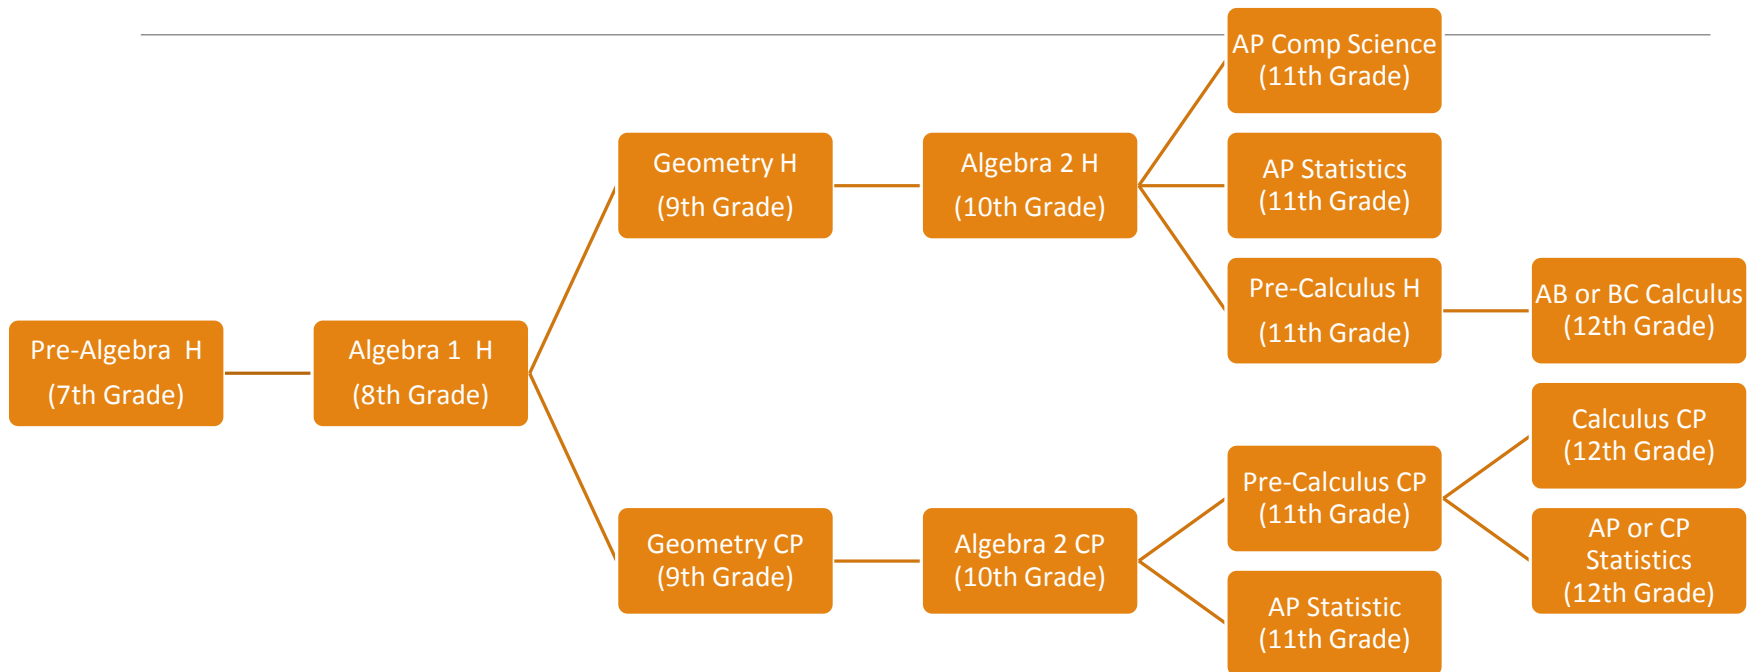 AP Comp Science
(11th Grade)
Geometry H
(9th Grade)
Algebra 2 H
(10th Grade)
AP Statistics
(11th Grade)
Pre-Calculus H
(11th Grade)
AB or BC Calculus
(12th Grade)
Pre-Algebra  H
(7th Grade)
Algebra 1  H
(8th Grade)
Calculus CP
(12th Grade)
Pre-Calculus CP
(11th Grade)
Geometry CP
(9th Grade)
Algebra 2 CP
(10th Grade)
AP or CP
Statistics
(12th Grade)
AP Statistic
(11th Grade)